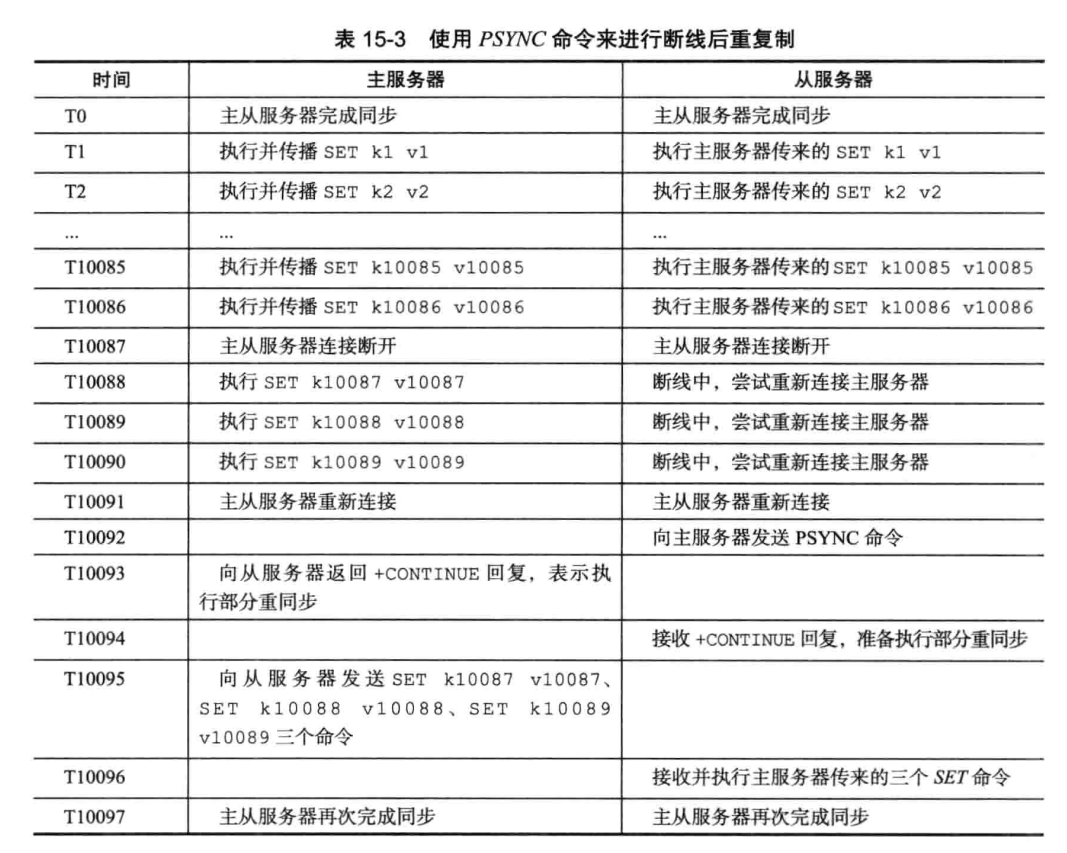 表 15-3 使用 PSYNC 命令来进行断线后重复制
时间 主服务器 从服务器
T0 主从服务器完成同步 主从服务器完成同步
T1 执行并传播 SET k1 v1 执行主服务器传来的 SET k1 v1
T2 执行并传播 SET k2 v2 执行主服务器传来的 SET k2 v2
... ... ...
T10085 执行并传播 SET k10085 v10085 执行主服务器传来的 SET k10085 v10085
T10086 执行并传播 SET k10086 v10086 执行主服务器传来的 SET k10086 v10086
T10087 主从服务器连接断开 主从服务器连接断开
T10088 执行 SET k10087 v10087 断线中，尝试重新连接主服务器
T10089 执行 SET k10088 v10088 断线中，尝试重新连接主服务器
T10090 执行 SET k10089 v10089 断线中，尝试重新连接主服务器
T10091 主从服务器重新连接 主从服务器重新连接
T10092 向主服务器发送 PSYNC 命令
T10093 向从服务器返回 +CONTINUE 回复，表示执
行部分重同步
T10094 接收 +CONTINUE 回复，准备执行部分重同步
T10095 向从服务器发送 SET k10087 v10087、
SET k10088 v10088、SET k10089
v10089 三个命令
T10096 接收并执行主服务器传来的三个 SET 命令
T10097 主从服务器再次完成同步 主从服务器再次完成同步